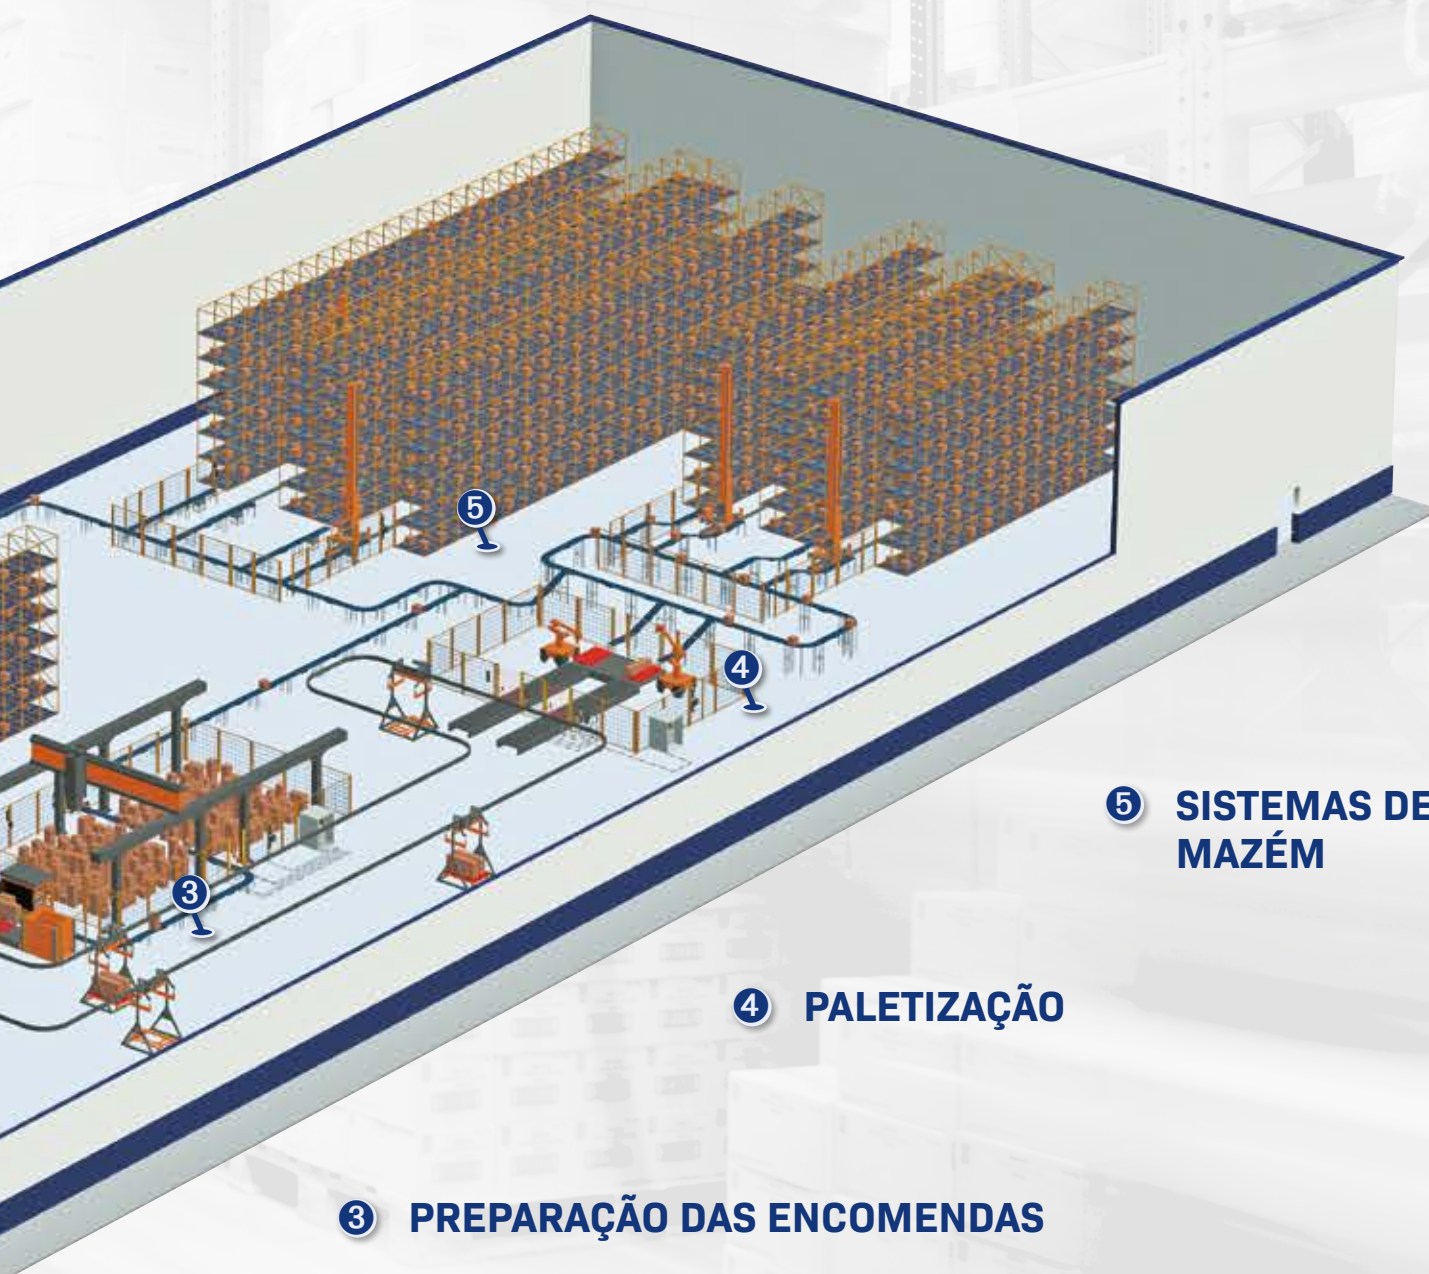 5
4
3
5 SISTEMAS DE
MAZÉM
4 PALETIZAÇÃO
3 PREPARAÇÃO DAS ENCOMENDAS